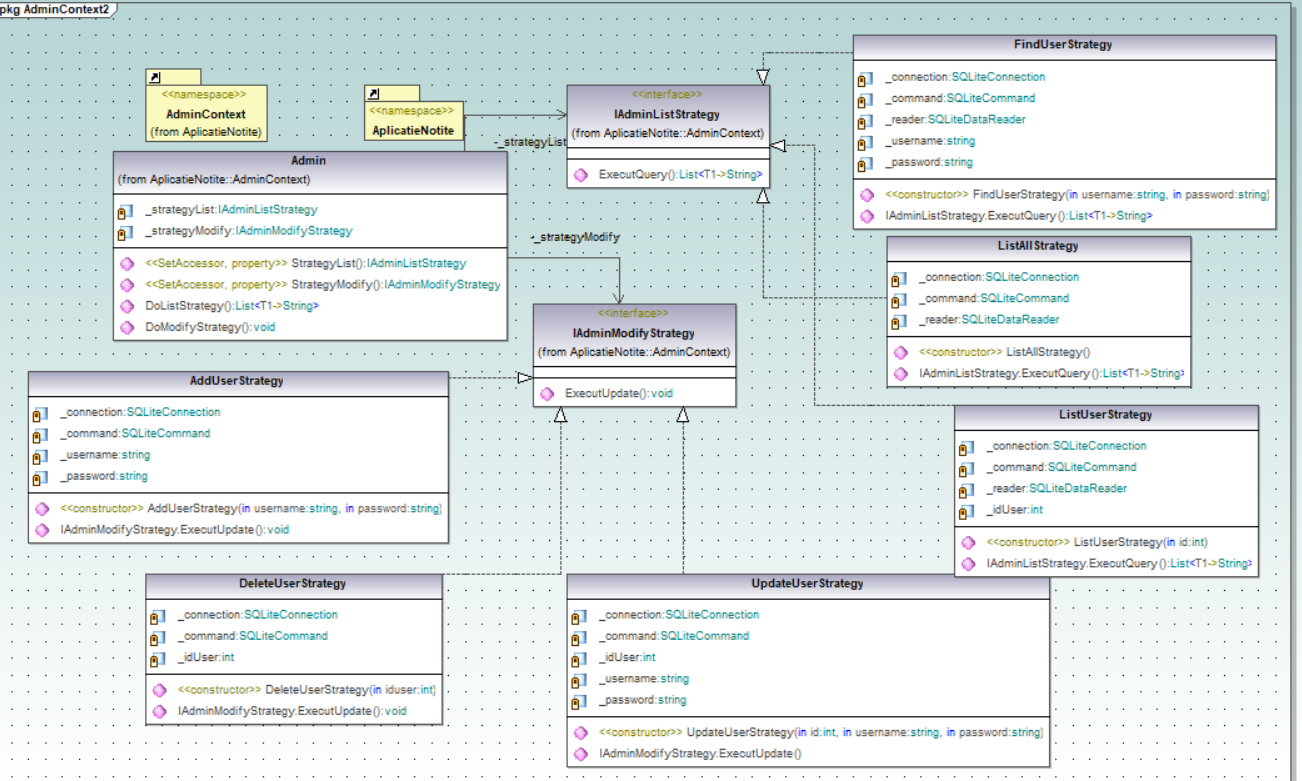 pkg AdminContext2
<<namespace>>
AdminContext
(from AplicatieNotite)
<<namespace>>
AplicatieNotite
<<interface>>
IAdminListStrategy
(from AplicatieNotite::AdminContext)
ExecutQuery():List<T1->String>
FindUserStrategy
_connection:SQLiteConnection
_command:SQLiteCommand
_reader:SQLiteDataReader
_username:string
_password:string
<<constructor>> FindUserStrategy(in username:string, in password:string)
IAdminListStrategy.ExecutQuery():List<T1->String>
-_strategyList
Admin
(from AplicatieNotite::AdminContext)
_strategyList:IAdminListStrategy
_strategyModify:IAdminModifyStrategy
<<SetAccessor, property>> StrategyList():IAdminListStrategy
<<SetAccessor, property>> StrategyModify():IAdminModifyStrategy
DoListStrategy():List<T1->String>
DoModifyStrategy():void
-_strategyModify
ListAllStrategy
_connection:SQLiteConnection
_command:SQLiteCommand
_reader:SQLiteDataReader
<<constructor>> ListAllStrategy()
IAdminListStrategy.ExecutQuery():List<T1->String>
<<interface>>
IAdminModifyStrategy
(from AplicatieNotite::AdminContext)
ExecutUpdate():void
AddUserStrategy
_connection:SQLiteConnection
_command:SQLiteCommand
_username:string
_password:string
<<constructor>> AddUserStrategy(in username:string, in password:string)
IAdminModifyStrategy.ExecutUpdate():void
ListUserStrategy
_connection:SQLiteConnection
_command:SQLiteCommand
_reader:SQLiteDataReader
_idUser:int
<<constructor>> ListUserStrategy(in id:int)
IAdminListStrategy.ExecutQuery():List<T1->String>
DeleteUserStrategy
_connection:SQLiteConnection
_command:SQLiteCommand
_idUser:int
<<constructor>> DeleteUserStrategy(in iduser:int)
IAdminModifyStrategy.ExecutUpdate():void
UpdateUserStrategy
_connection:SQLiteConnection
_command:SQLiteCommand
_idUser:int
_username:string
_password:string
<<constructor>> UpdateUserStrategy(in id:int, in username:string, in password:string)
IAdminModifyStrategy.ExecutUpdate()